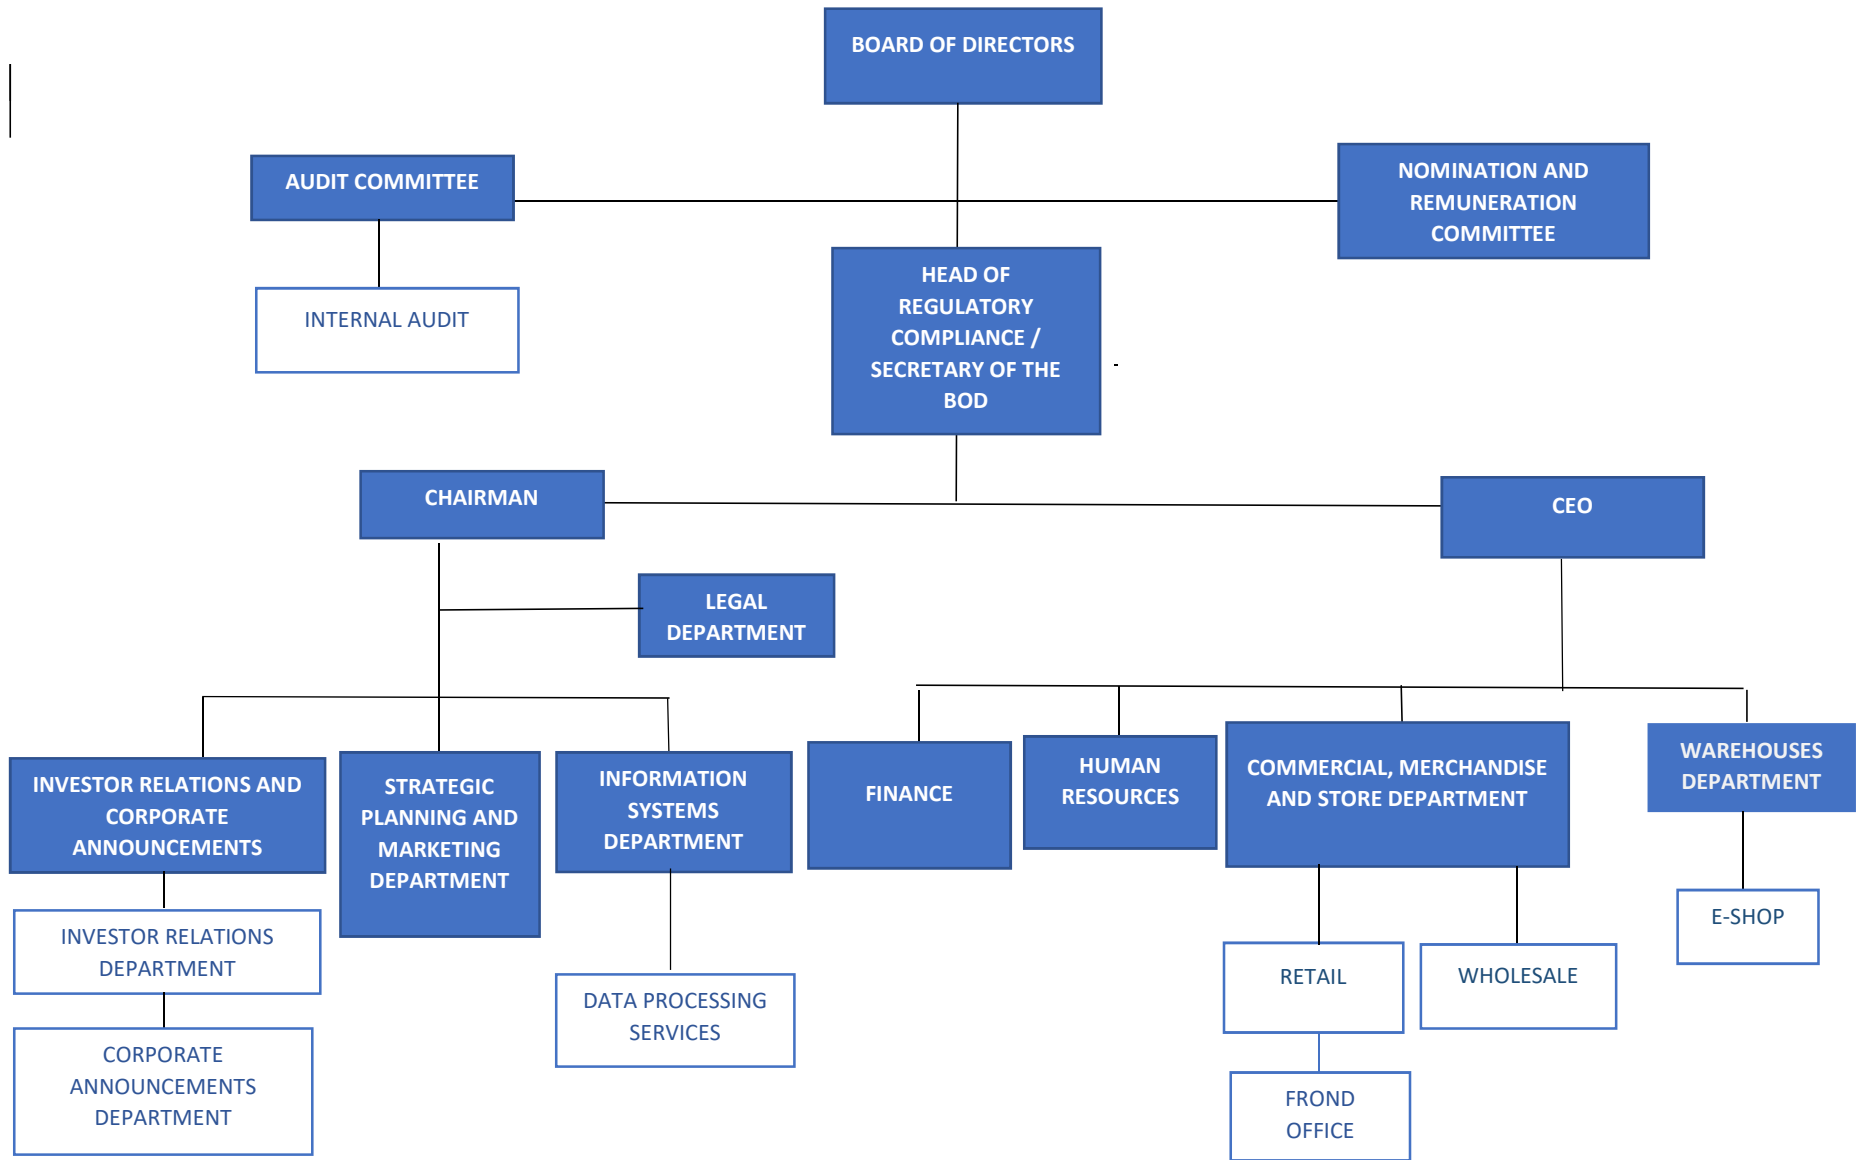 BOARD OF DIRECTORS
AUDIT COMMITTEE
NOMINATION AND
REMUNERATION
COMMITTEE
INTERNAL AUDIT
HEAD OF
REGULATORY
COMPLIANCE /
SECRETARY OF THE
BOD
-
CHAIRMAN
CEO
LEGAL
DEPARTMENT
INVESTOR RELATIONS AND
CORPORATE
ANNOUNCEMENTS
STRATEGIC
PLANNING AND
MARKETING
DEPARTMENT
INFORMATION
SYSTEMS
DEPARTMENT
FINANCE
HUMAN
RESOURCES
COMMERCIAL, MERCHANDISE
AND STORE DEPARTMENT
WAREHOUSES
DEPARTMENT
INVESTOR RELATIONS
DEPARTMENT
CORPORATE
ANNOUNCEMENTS
DEPARTMENT
DATA PROCESSING
SERVICES
RETAIL
WHOLESALE
E-SHOP
FROND
OFFICE